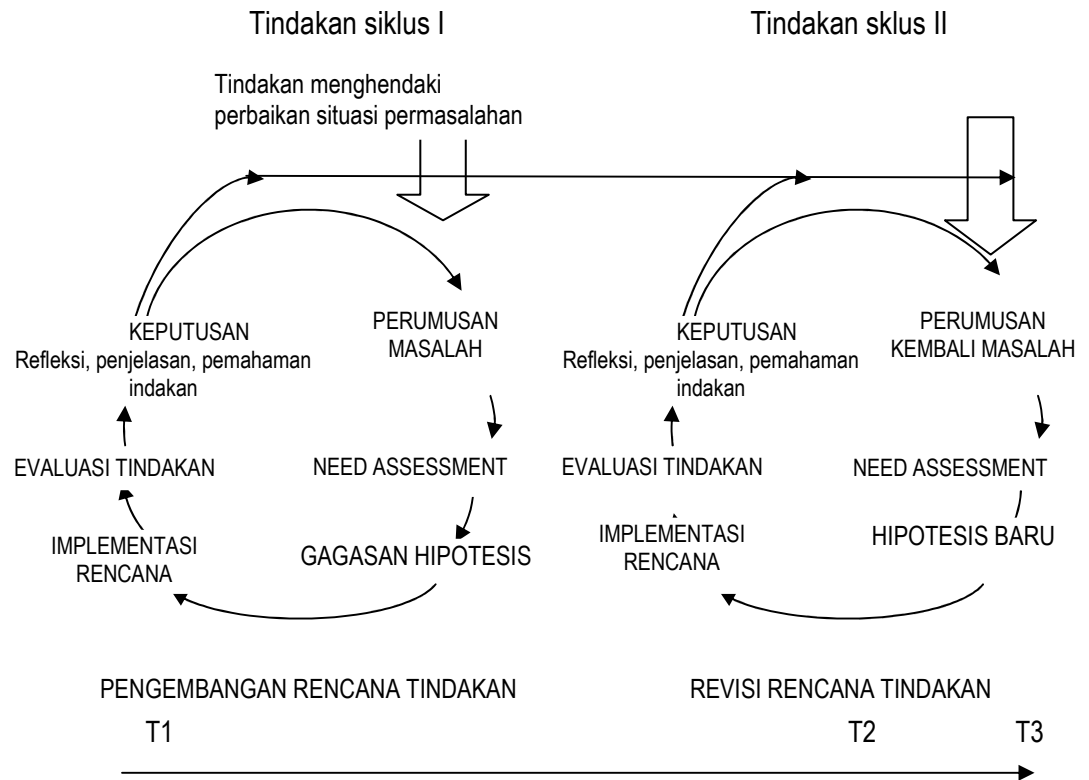 Tindakan siklus I
Tindakan sklus II
Tindakan menghendaki
perbaikan situasi permasalahan
KEPUTUSAN
Refleksi, penjelasan, pemahaman
indakan
PERUMUSAN
MASALAH
KEPUTUSAN
Refleksi, penjelasan, pemahaman
indakan
PERUMUSAN
KEMBALI MASALAH
EVALUASI TINDAKAN
NEED ASSESSMENT
EVALUASI TINDAKAN
NEED ASSESSMENT
IMPLEMENTASI
RENCANA
GAGASAN HIPOTESIS
IMPLEMENTASI
RENCANA
HIPOTESIS BARU
PENGEMBANGAN RENCANA TINDAKAN
REVISI RENCANA TINDAKAN
T1
T2
T3